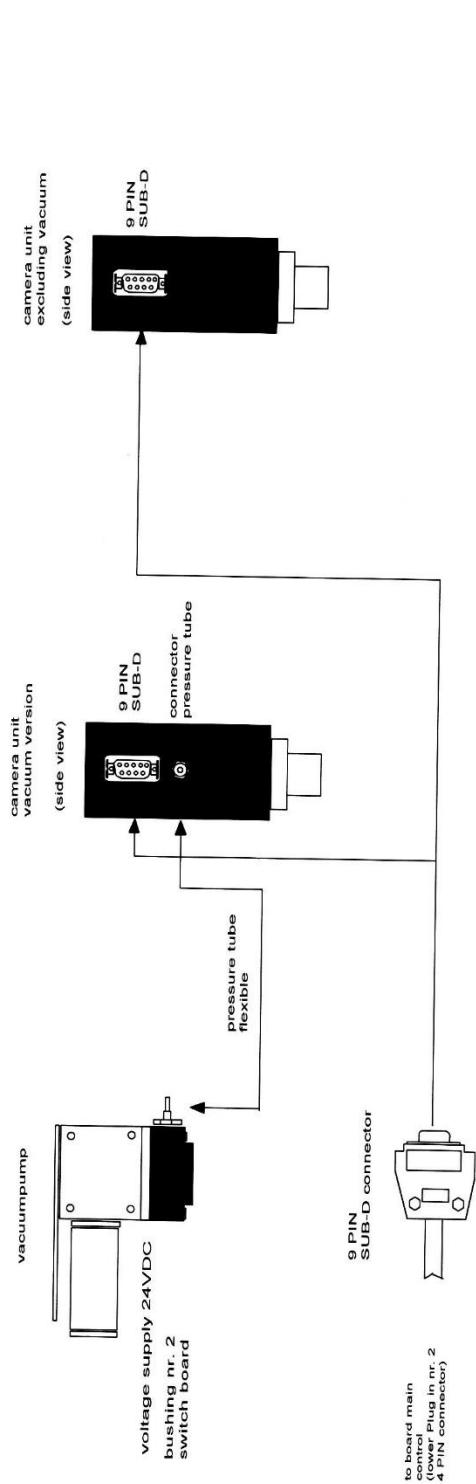 vacuumpump
voltage supply 24VDC
bushing nr. 2
switch board
pressure tube
flexible
camera unit
vacuum version
(side view)
9 PIN
SUB-D
connector
pressure tube
camera unit
excluding vacuum
(side view)
9 PIN
SUB-D
9 PIN
SUB-D connector
to board main
control
(lower Plug in nr. 2
4 PIN connector)